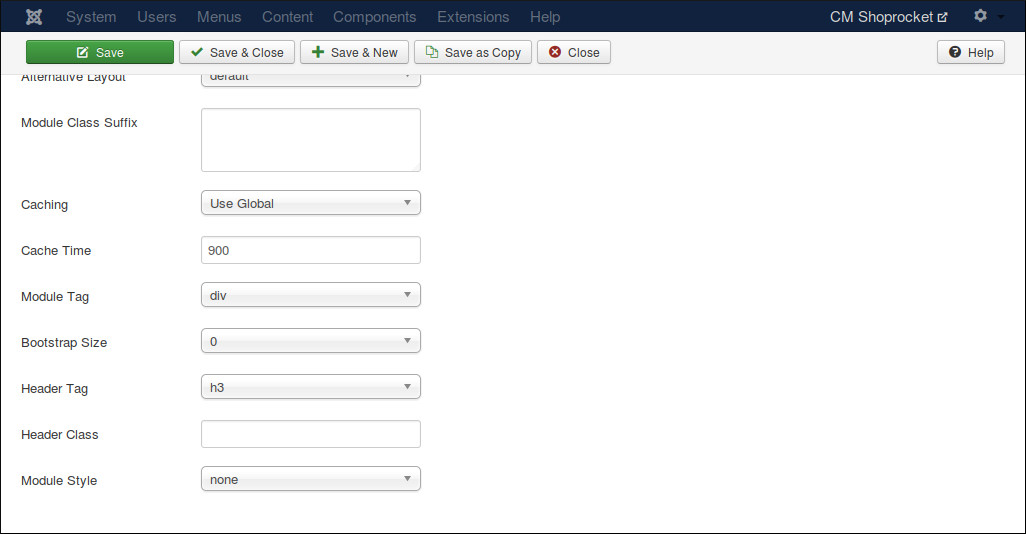 System Users Menus Content Components Extensions Help CM Shoprocket
Save Save & Close Save & New Save as Copy Close Help
Alternative Layout default
Module Class Suffix
Caching Use Global
Cache Time 900
Module Tag div
Bootstrap Size 0
Header Tag h3
Header Class
Module Style none